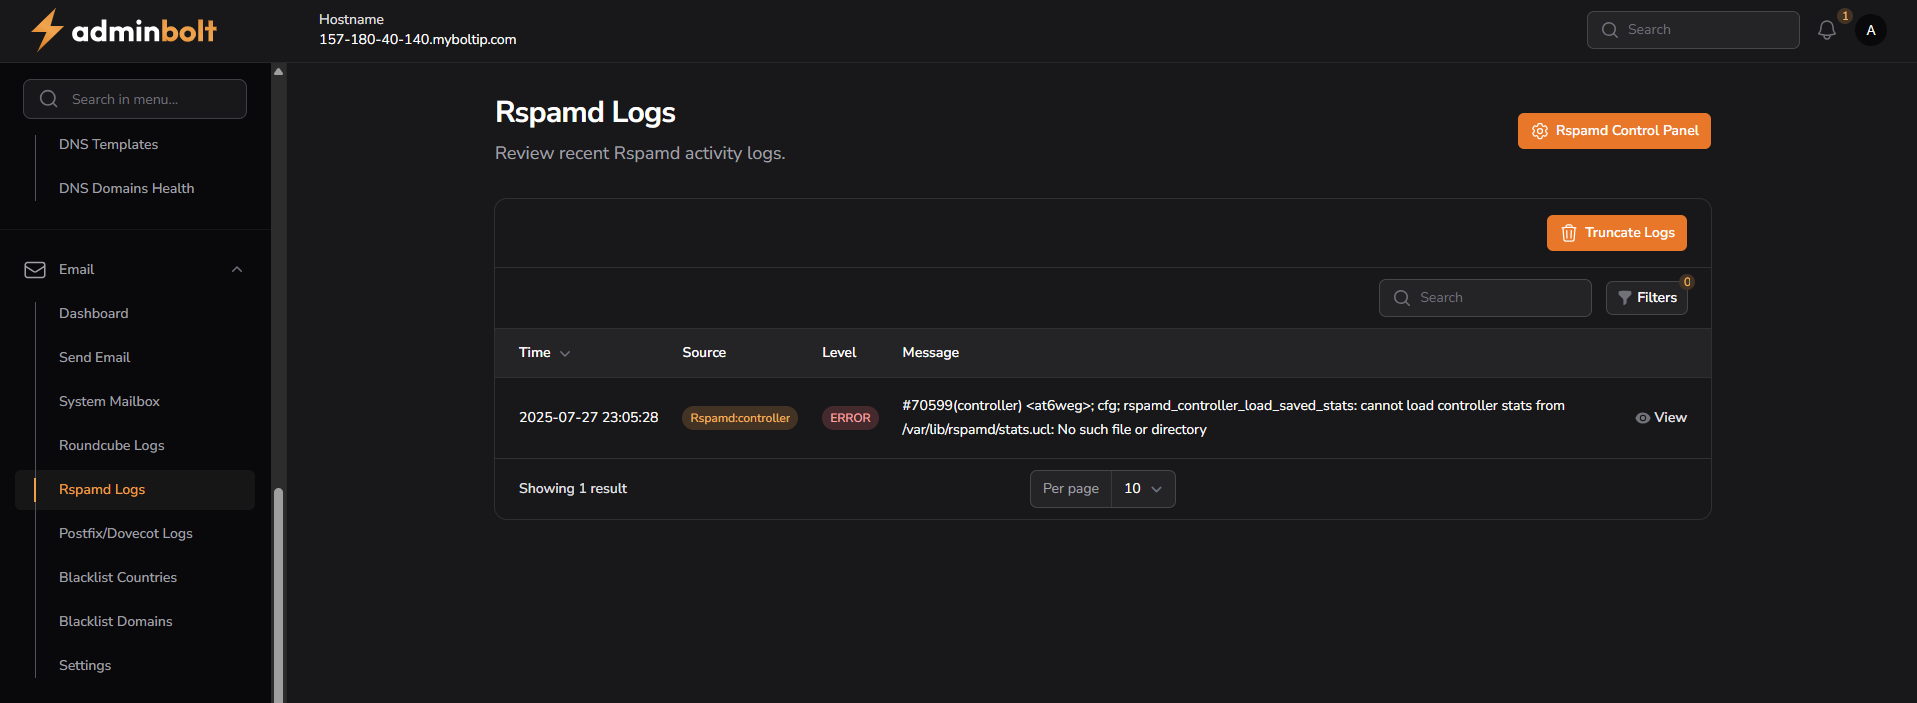 adminbolt
Hostname
157-180-40-140.myboltip.com
Search
1
A
Search in menu...
DNS Templates
DNS Domains Health
Email
Dashboard
Send Email
System Mailbox
Roundcube Logs
Rspamd Logs
Postfix/Dovecot Logs
Blacklist Countries
Blacklist Domains
Settings
Rspamd Logs
Review recent Rspamd activity logs.
Rspamd Control Panel
Truncate Logs
Search
Filters
0
Time Source Level Message
2025-07-27 23:05:28 Rspamd:controller ERROR #70599(controller) <at6weg>; cfg; rspamd_controller_load_saved_stats: cannot load controller stats from
/var/lib/rspamd/stats.ucl: No such file or directory
View
Showing 1 result
Per page 10